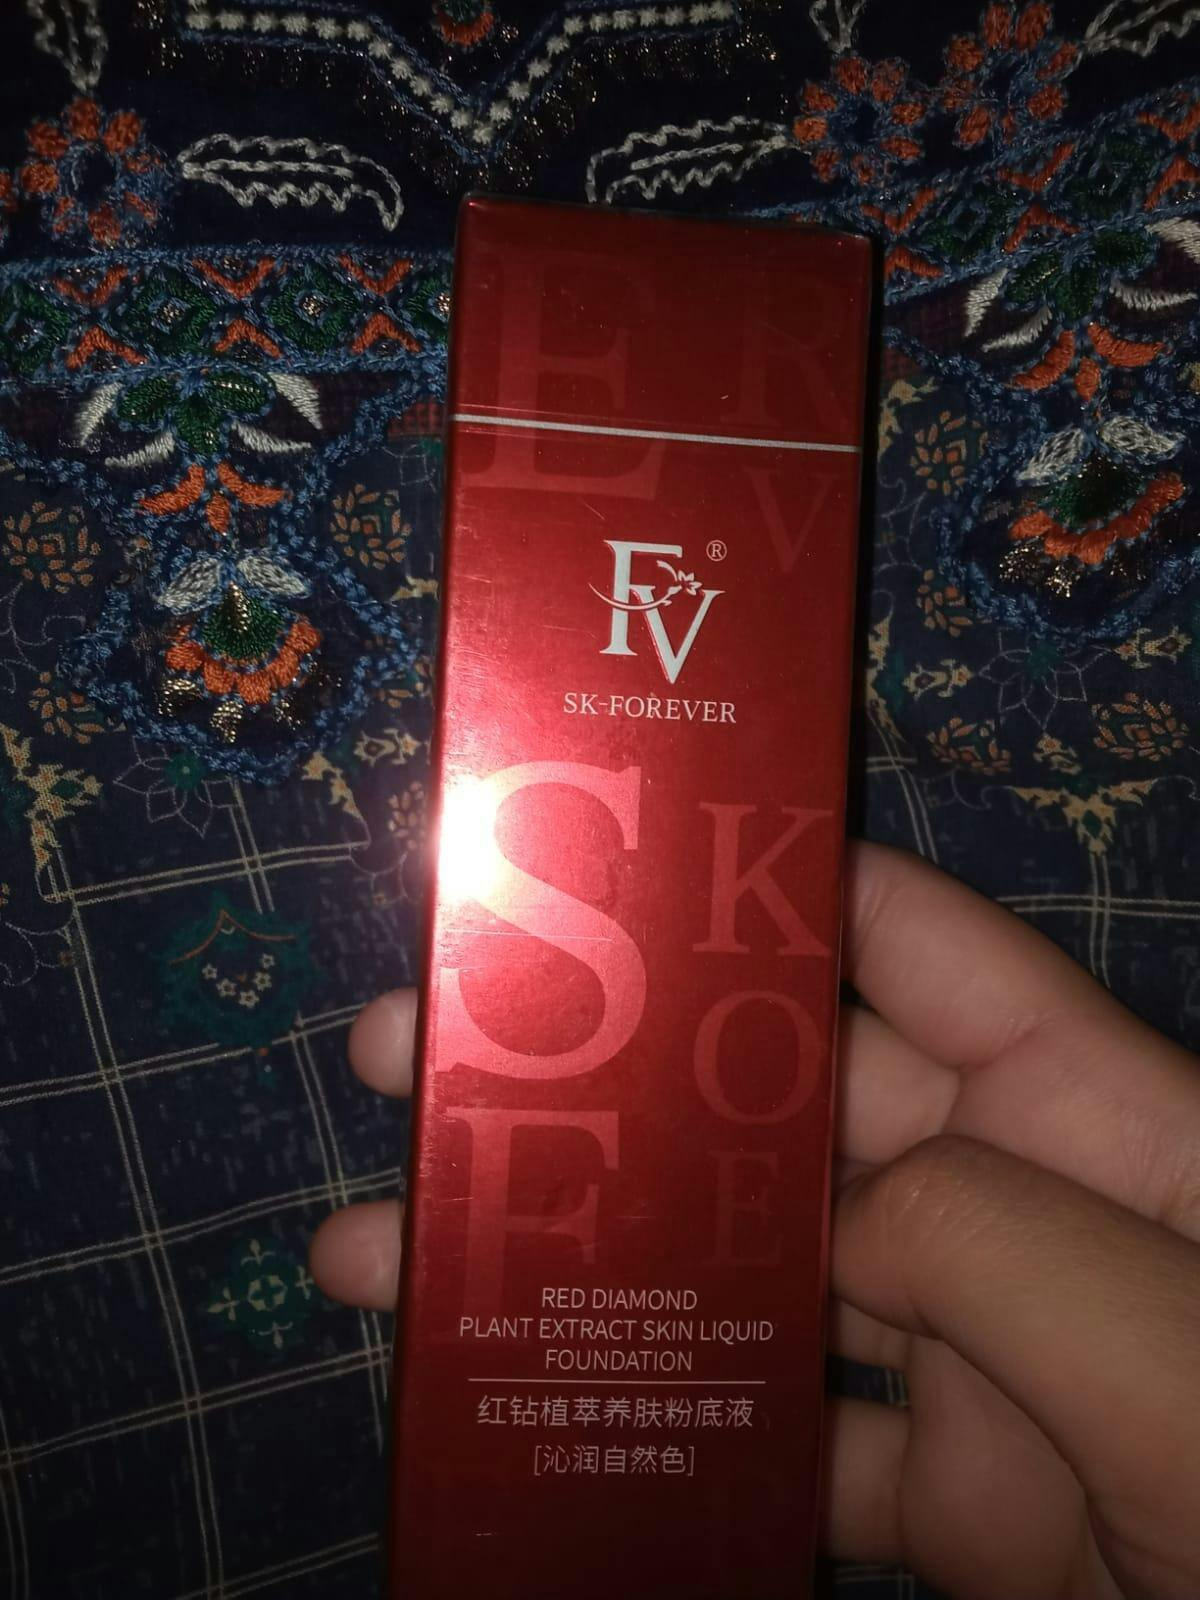 E R
V
FV®
SK-FOREVER
S K
O
F E
RED DIAMOND
PLANT EXTRACT SKIN LIQUID
FOUNDATION
红钻植萃养肤粉底液
[沁润自然色]